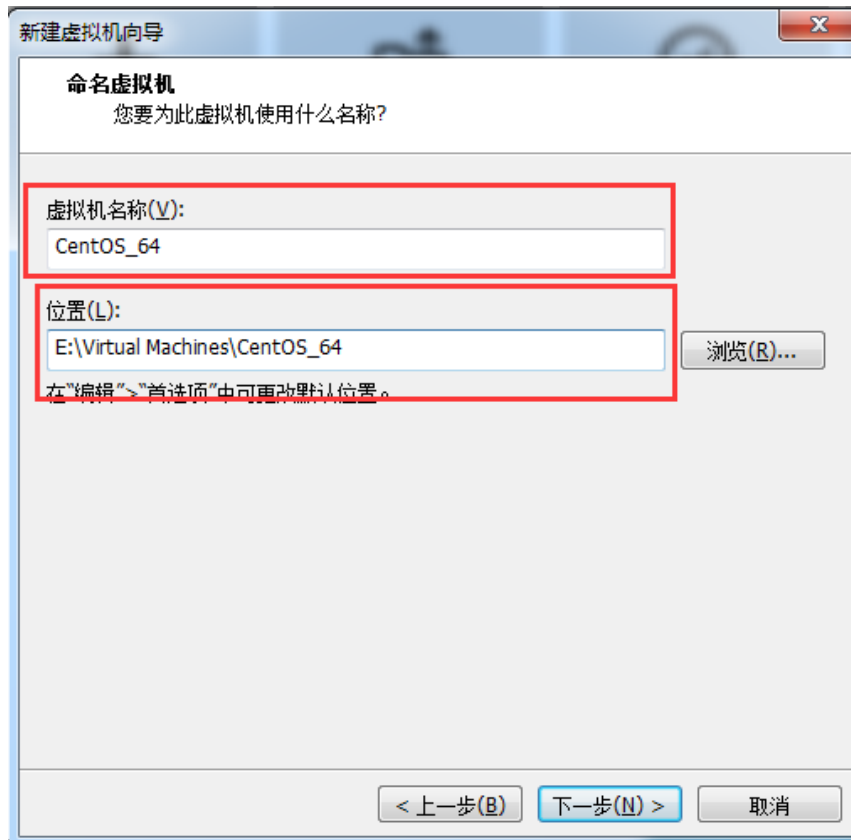 新建虚拟机向导
命名虚拟机
您要为此虚拟机使用什么名称?
虚拟机名称(V):
CentOS_64
位置(L):
E:\Virtual Machines\CentOS_64
浏览(R)...
在"编辑">"首选项"中可更改默认位置。
< 上一步(B)
下一步(N) >
取消